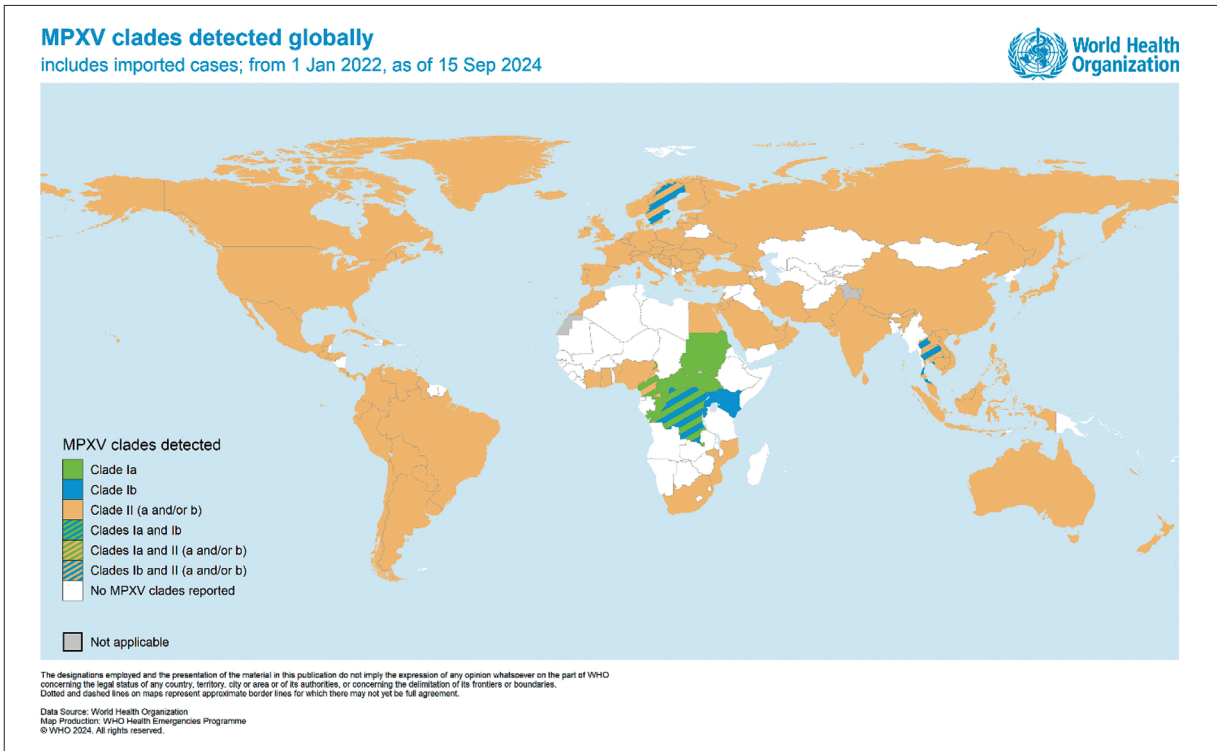 MPXV clades detected globally
includes imported cases; from 1 Jan 2022, as of 15 Sep 2024
World Health
Organization
MPXV clades detected
Clade Ia
Clade Ib
Clade II (a and/or b)
Clades Ia and Ib
Clades Ia and II (a and/or b)
Clades Ib and II (a and/or b)
No MPXV clades reported
Not applicable
The designations employed and the presentation of the material in this publication do not imply the expression of any opinion whatsoever on the part of WHO
concerning the legal status of any country, territory, city or area or of its authorities, or concerning the delimitation of its frontiers or boundaries.
Dotted and dashed lines on maps represent approximate border lines for which there may not yet be full agreement.
Data Source: World Health Organization
Map Production: WHO Health Emergencies Programme
© WHO 2024. All rights reserved.